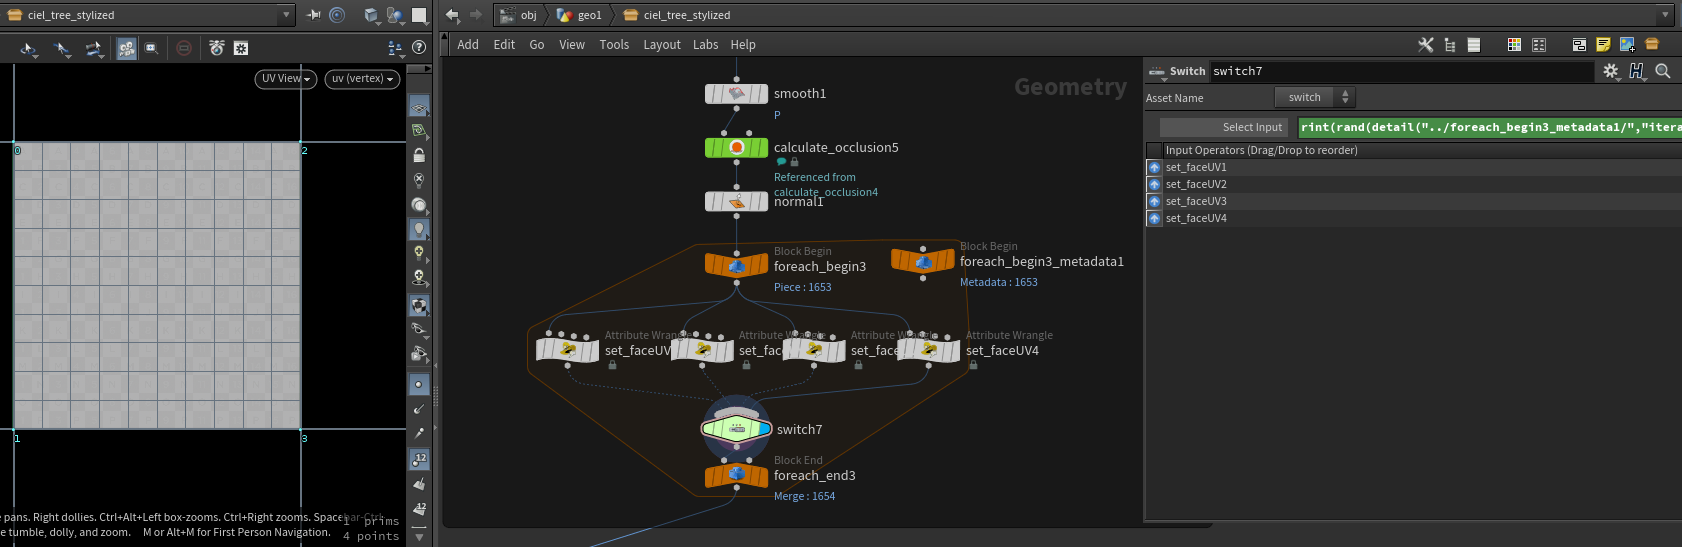 ciel_tree_stylized
obj
geo1
ciel_tree_stylized
Add Edit Go View Tools Layout Labs Help
UV View
uv (vertex)
Geometry
Switch switch7
Asset Name switch
Select Input rint(rand(detail("../foreach_begin3_metadata1/","itera
Input Operators (Drag/Drop to reorder)
set_faceUV1
set_faceUV2
set_faceUV3
set_faceUV4
smooth1
P
calculate_occlusion5
Referenced from
calculate_occlusion4
normal1
Block Begin
foreach_begin3
Piece : 1653
Block Begin
foreach_begin3_metadata1
Metadata : 1653
Attribute Wrangle
set_faceUV
Attribute Wrangle
set_fac
Attribute Wrangle
set_face
Attribute Wrangle
set_faceUV4
switch7
Block End
foreach_end3
Merge : 1654
0
2
1
3
12
12
e pans. Right dollies. Ctrl+Alt+Left box-zooms. Ctrl+Right zooms. Spacebar-Ctrl-
e tumble, dolly, and zoom. M or Alt+M for First Person Navigation.
1 prims
4 points